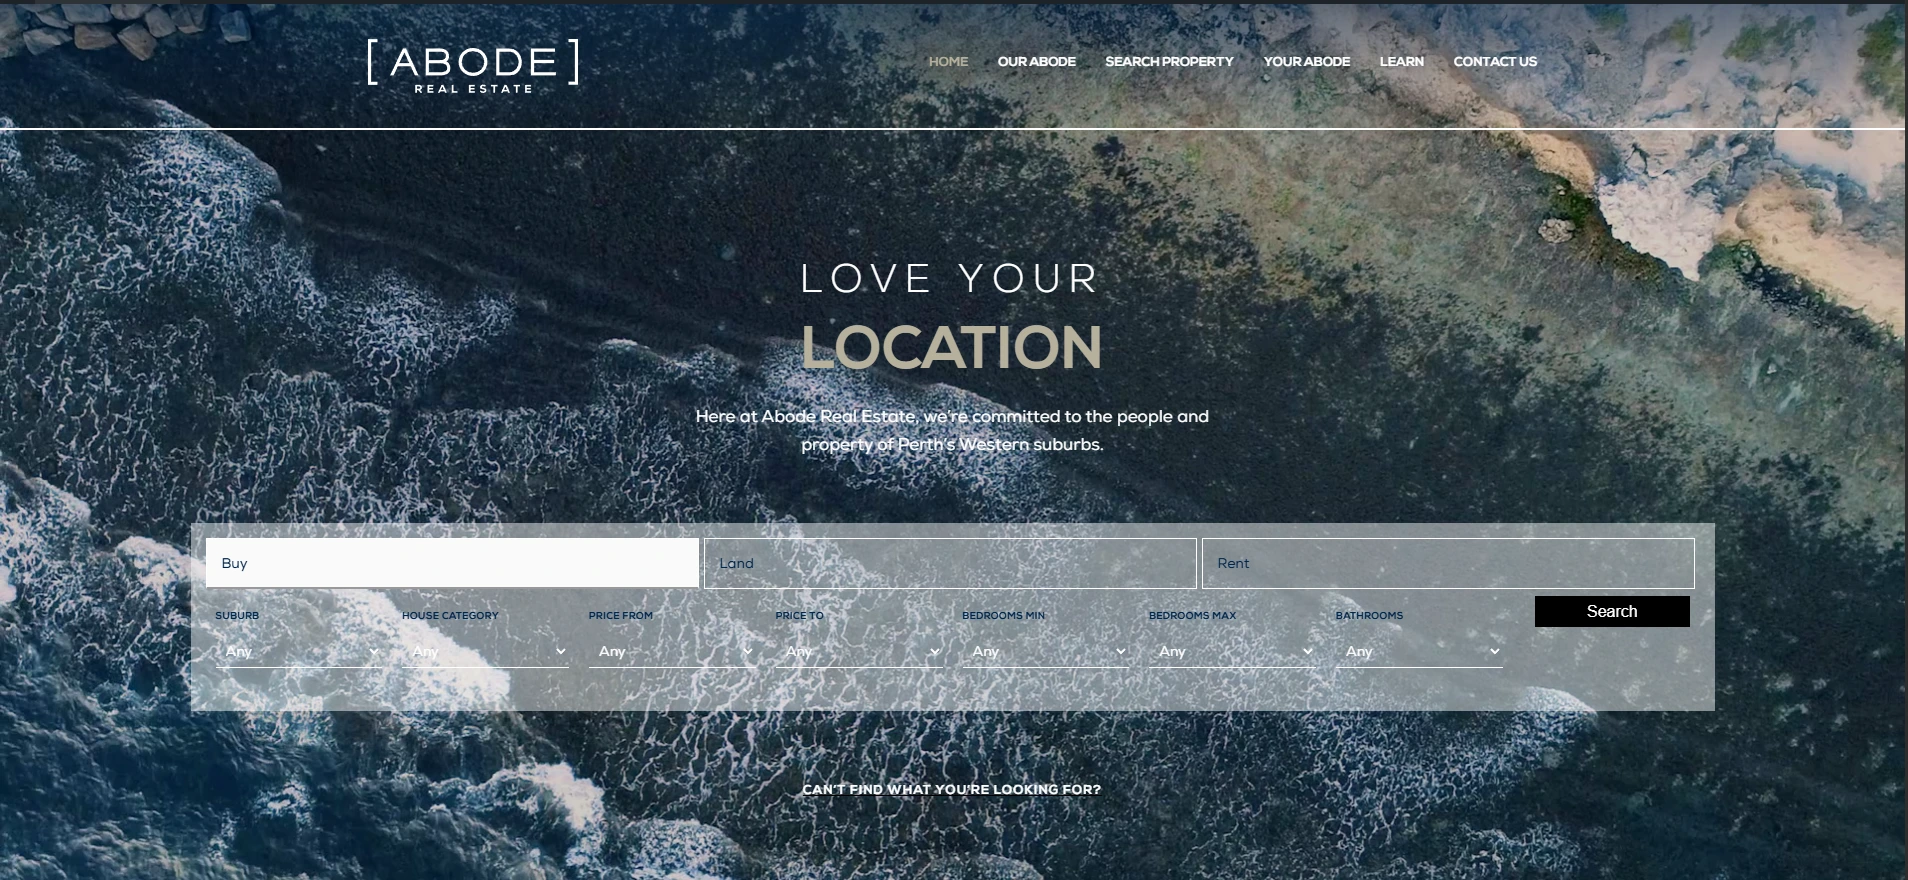 [ ABODE ]
REAL ESTATE
HOME OUR ABODE SEARCH PROPERTY YOUR ABODE LEARN CONTACT US
LOVE YOUR
LOCATION
Here at Abode Real Estate, we're committed to the people and
property of Perth's Western suburbs.
Buy Land Rent
SUBURB HOUSE CATEGORY PRICE FROM PRICE TO BEDROOMS MIN BEDROOMS MAX BATHROOMS Search
Any Any Any Any Any Any Any
CAN'T FIND WHAT YOU'RE LOOKING FOR?